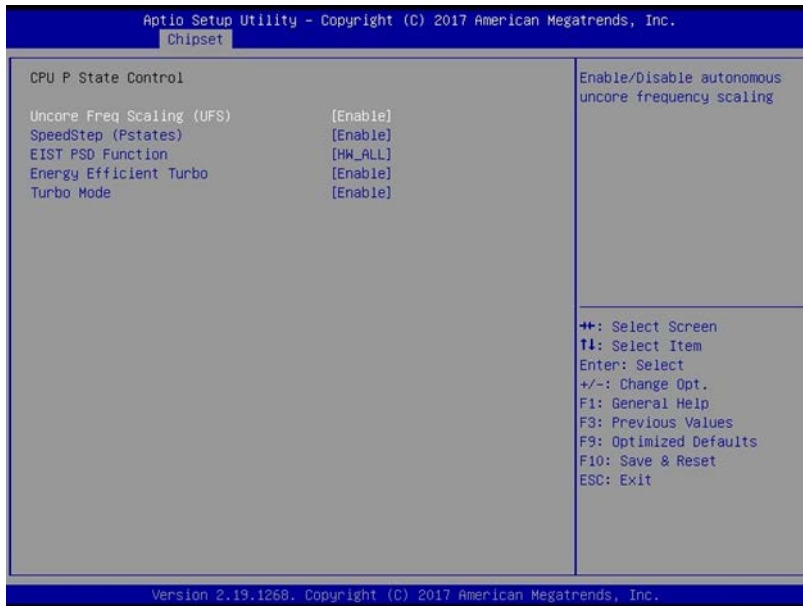 Aptio Setup Utility - Copyright (C) 2017 American Megatrends, Inc.
Chipset
CPU P State Control
Uncore Freq Scaling (UFS) [Enable]
SpeedStep (Pstates) [Enable]
EIST PSD Function [HW_ALL]
Energy Efficient Turbo [Enable]
Turbo Mode [Enable]
Enable/Disable autonomous
uncore frequency scaling
→←: Select Screen
↑↓: Select Item
Enter: Select
+/-: Change Opt.
F1: General Help
F3: Previous Values
F9: Optimized Defaults
F10: Save & Reset
ESC: Exit
Version 2.19.1268. Copyright (C) 2017 American Megatrends, Inc.